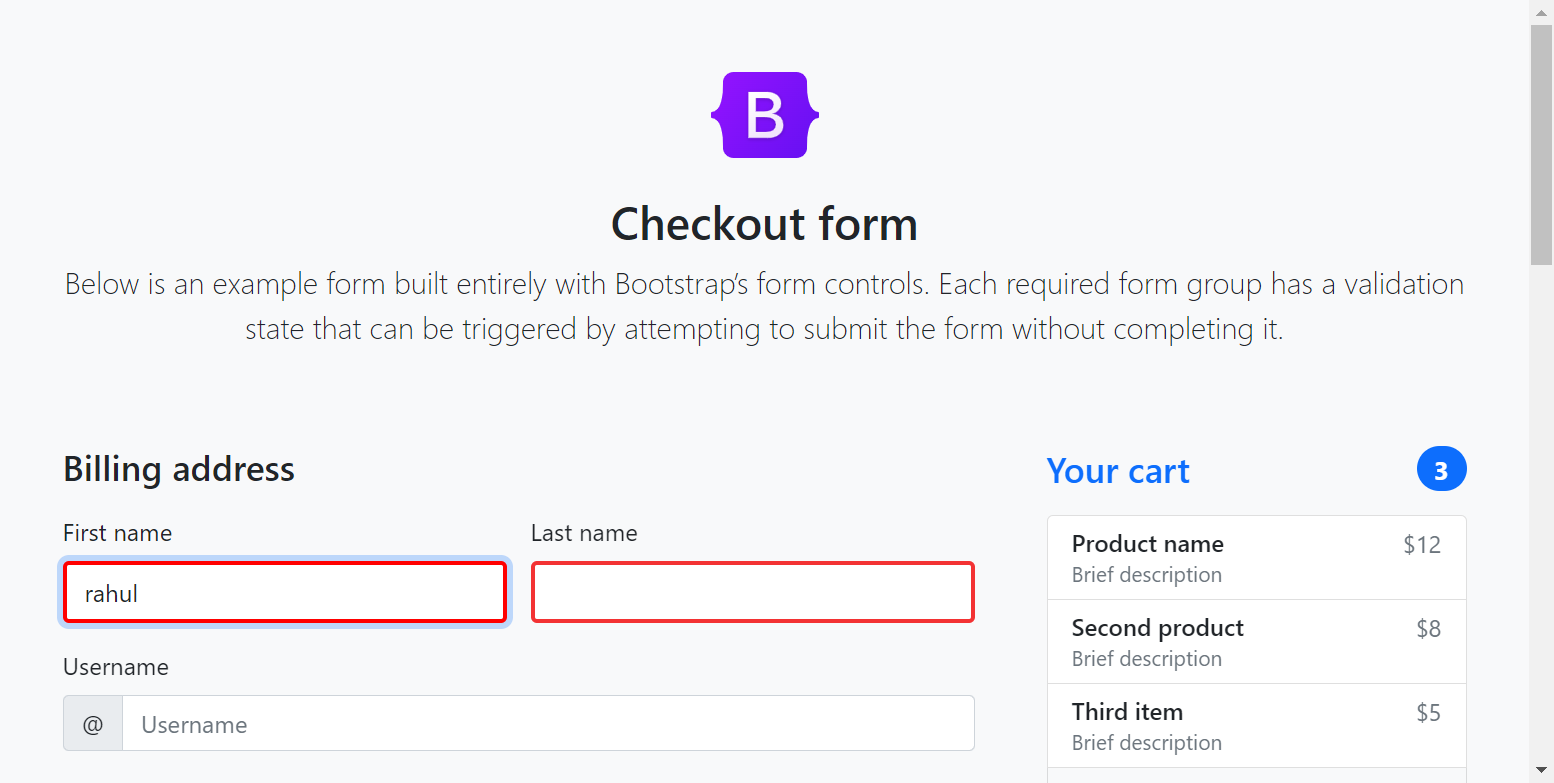 B
Checkout form
Below is an example form built entirely with Bootstrap’s form controls. Each required form group has a validation
state that can be triggered by attempting to submit the form without completing it.
Billing address
First name Last name
rahul
Username
@ Username
Your cart 3
Product name $12
Brief description
Second product $8
Brief description
Third item $5
Brief description